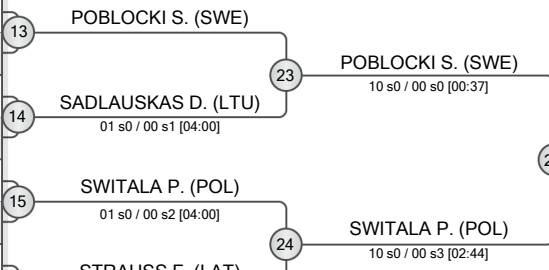 POBLOCKI S. (SWE)
13
23
POBLOCKI S. (SWE)
10 s0 / 00 s0 [00:37]
SADLAUSKAS D. (LTU)
14
01 s0 / 00 s1 [04:00]
SWITALA P. (POL)
15
01 s0 / 00 s2 [04:00]
SWITALA P. (POL)
24
10 s0 / 00 s3 [02:44]
STRAUSS E. (LAT)